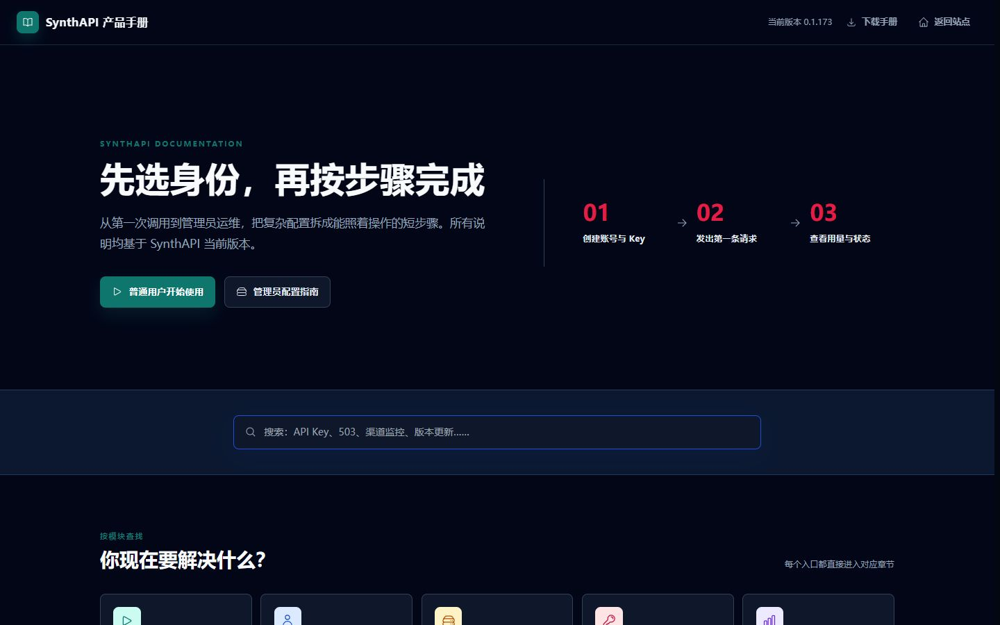 SynthAPI 产品手册
当前版本 0.1.173
下载手册
返回站点
SYNTHAPI DOCUMENTATION
先选身份，再按步骤完成
从第一次调用到管理员运维，把复杂配置拆成能照着操作的短步骤。所有说
明均基于 SynthAPI 当前版本。
普通用户开始使用
管理员配置指南
01
创建账号与 Key
02
发出第一条请求
03
查看用量与状态
搜索：API Key、503、渠道监控、版本更新……
按模块查找
你现在要解决什么？
每个入口都直接进入对应章节